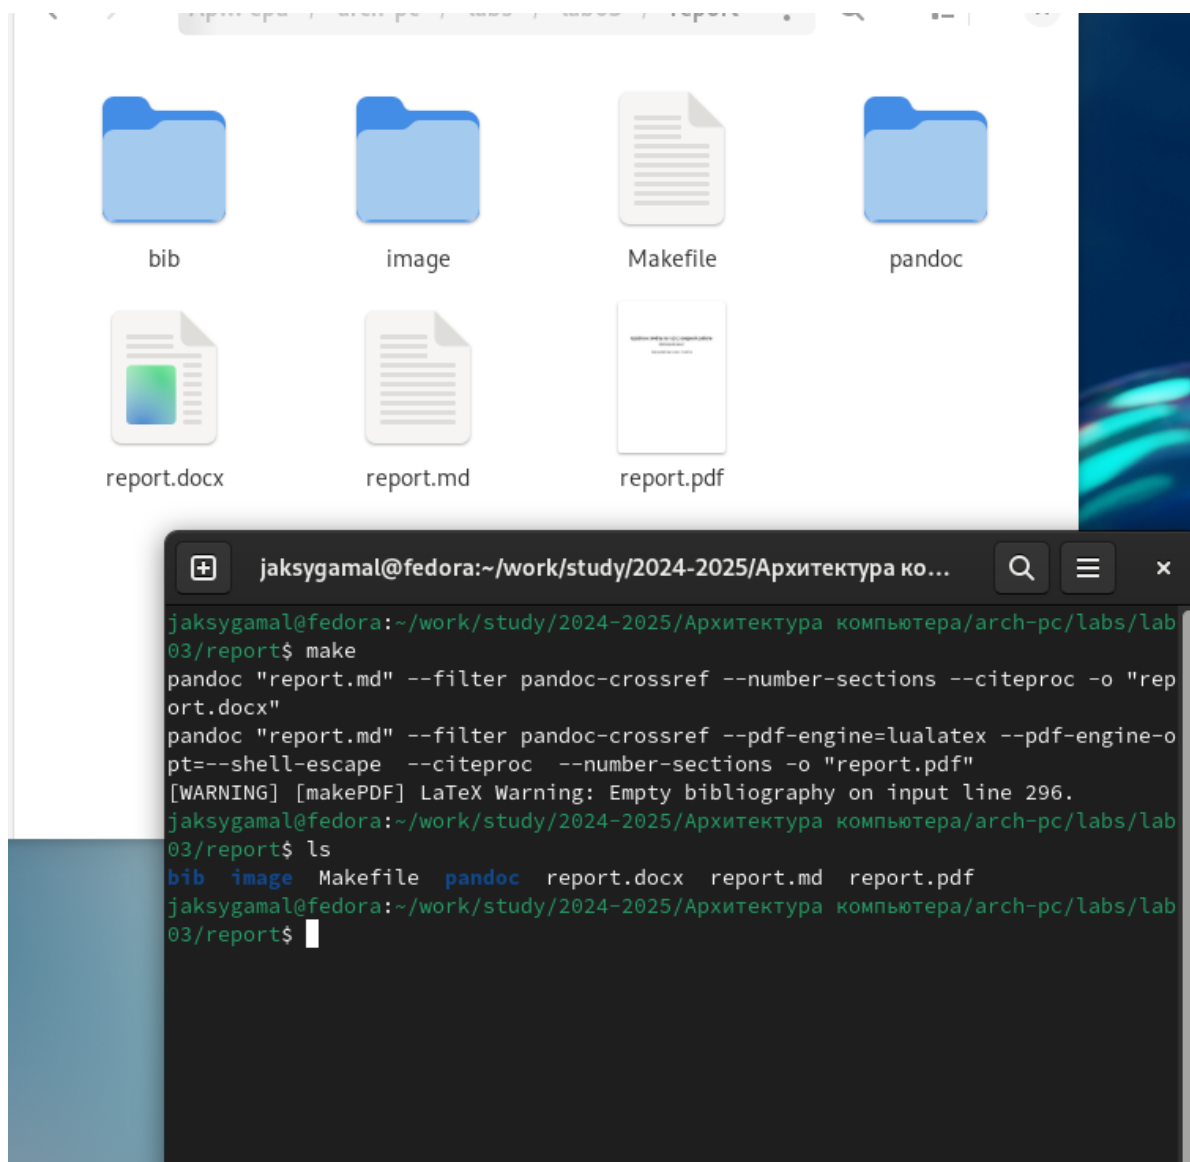 arch-pc / labs / lab03 / report
bib
image
Makefile
pandoc
report.docx
report.md
report.pdf
jaksygamal@fedora:~/work/study/2024-2025/Архитектура ко...
jaksygamal@fedora:~/work/study/2024-2025/Архитектура компьютера/arch-pc/labs/lab
03/report$ make
pandoc "report.md" --filter pandoc-crossref --number-sections --citeproc -o "rep
ort.docx"
pandoc "report.md" --filter pandoc-crossref --pdf-engine=lualatex --pdf-engine-o
pt=--shell-escape  --citeproc  --number-sections -o "report.pdf"
[WARNING] [makePDF] LaTeX Warning: Empty bibliography on input line 296.
jaksygamal@fedora:~/work/study/2024-2025/Архитектура компьютера/arch-pc/labs/lab
03/report$ ls
bib  image  Makefile  pandoc  report.docx  report.md  report.pdf
jaksygamal@fedora:~/work/study/2024-2025/Архитектура компьютера/arch-pc/labs/lab
03/report$